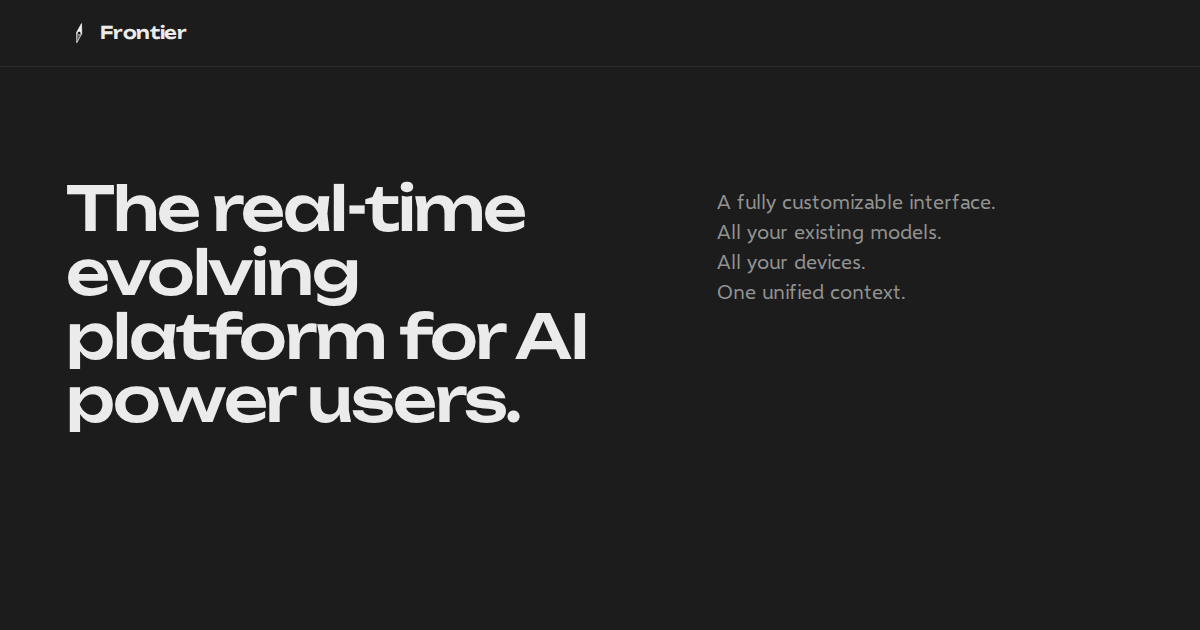 Frontier
The real-time
evolving
platform for AI
power users.
A fully customizable interface.
All your existing models.
All your devices.
One unified context.